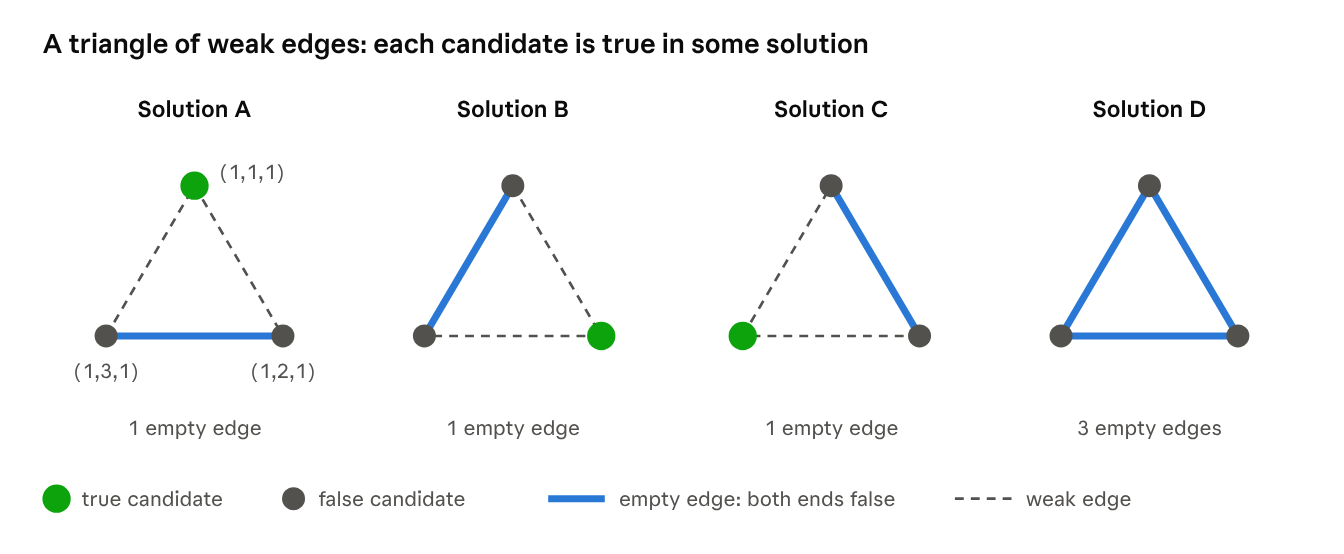 A triangle of weak edges: each candidate is true in some solution
Solution A
Solution B
Solution C
Solution D
(1,1,1)
(1,3,1)
(1,2,1)
1 empty edge
1 empty edge
1 empty edge
3 empty edges
true candidate
false candidate
empty edge: both ends false
weak edge